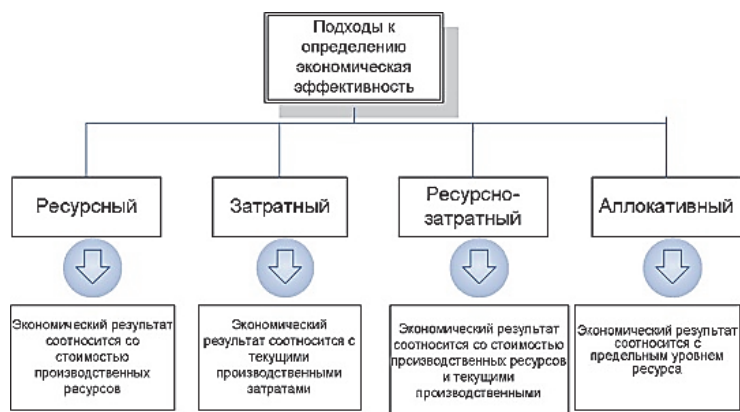 Подходы к
определению
экономическая
эффективность
Ресурсный
Затратный
Ресурсно-
затратный
Аллокативный
Экономический результат
соотносится со
стоимостью
производственных
ресурсов
Экономический
результат соотносится с
текущими
производственными
затратами
Экономический результат
соотносится со стоимостью
производственных ресурсов
и текущими
производственными
Экономический результат
соотносится с
предельным уровнем
ресурса